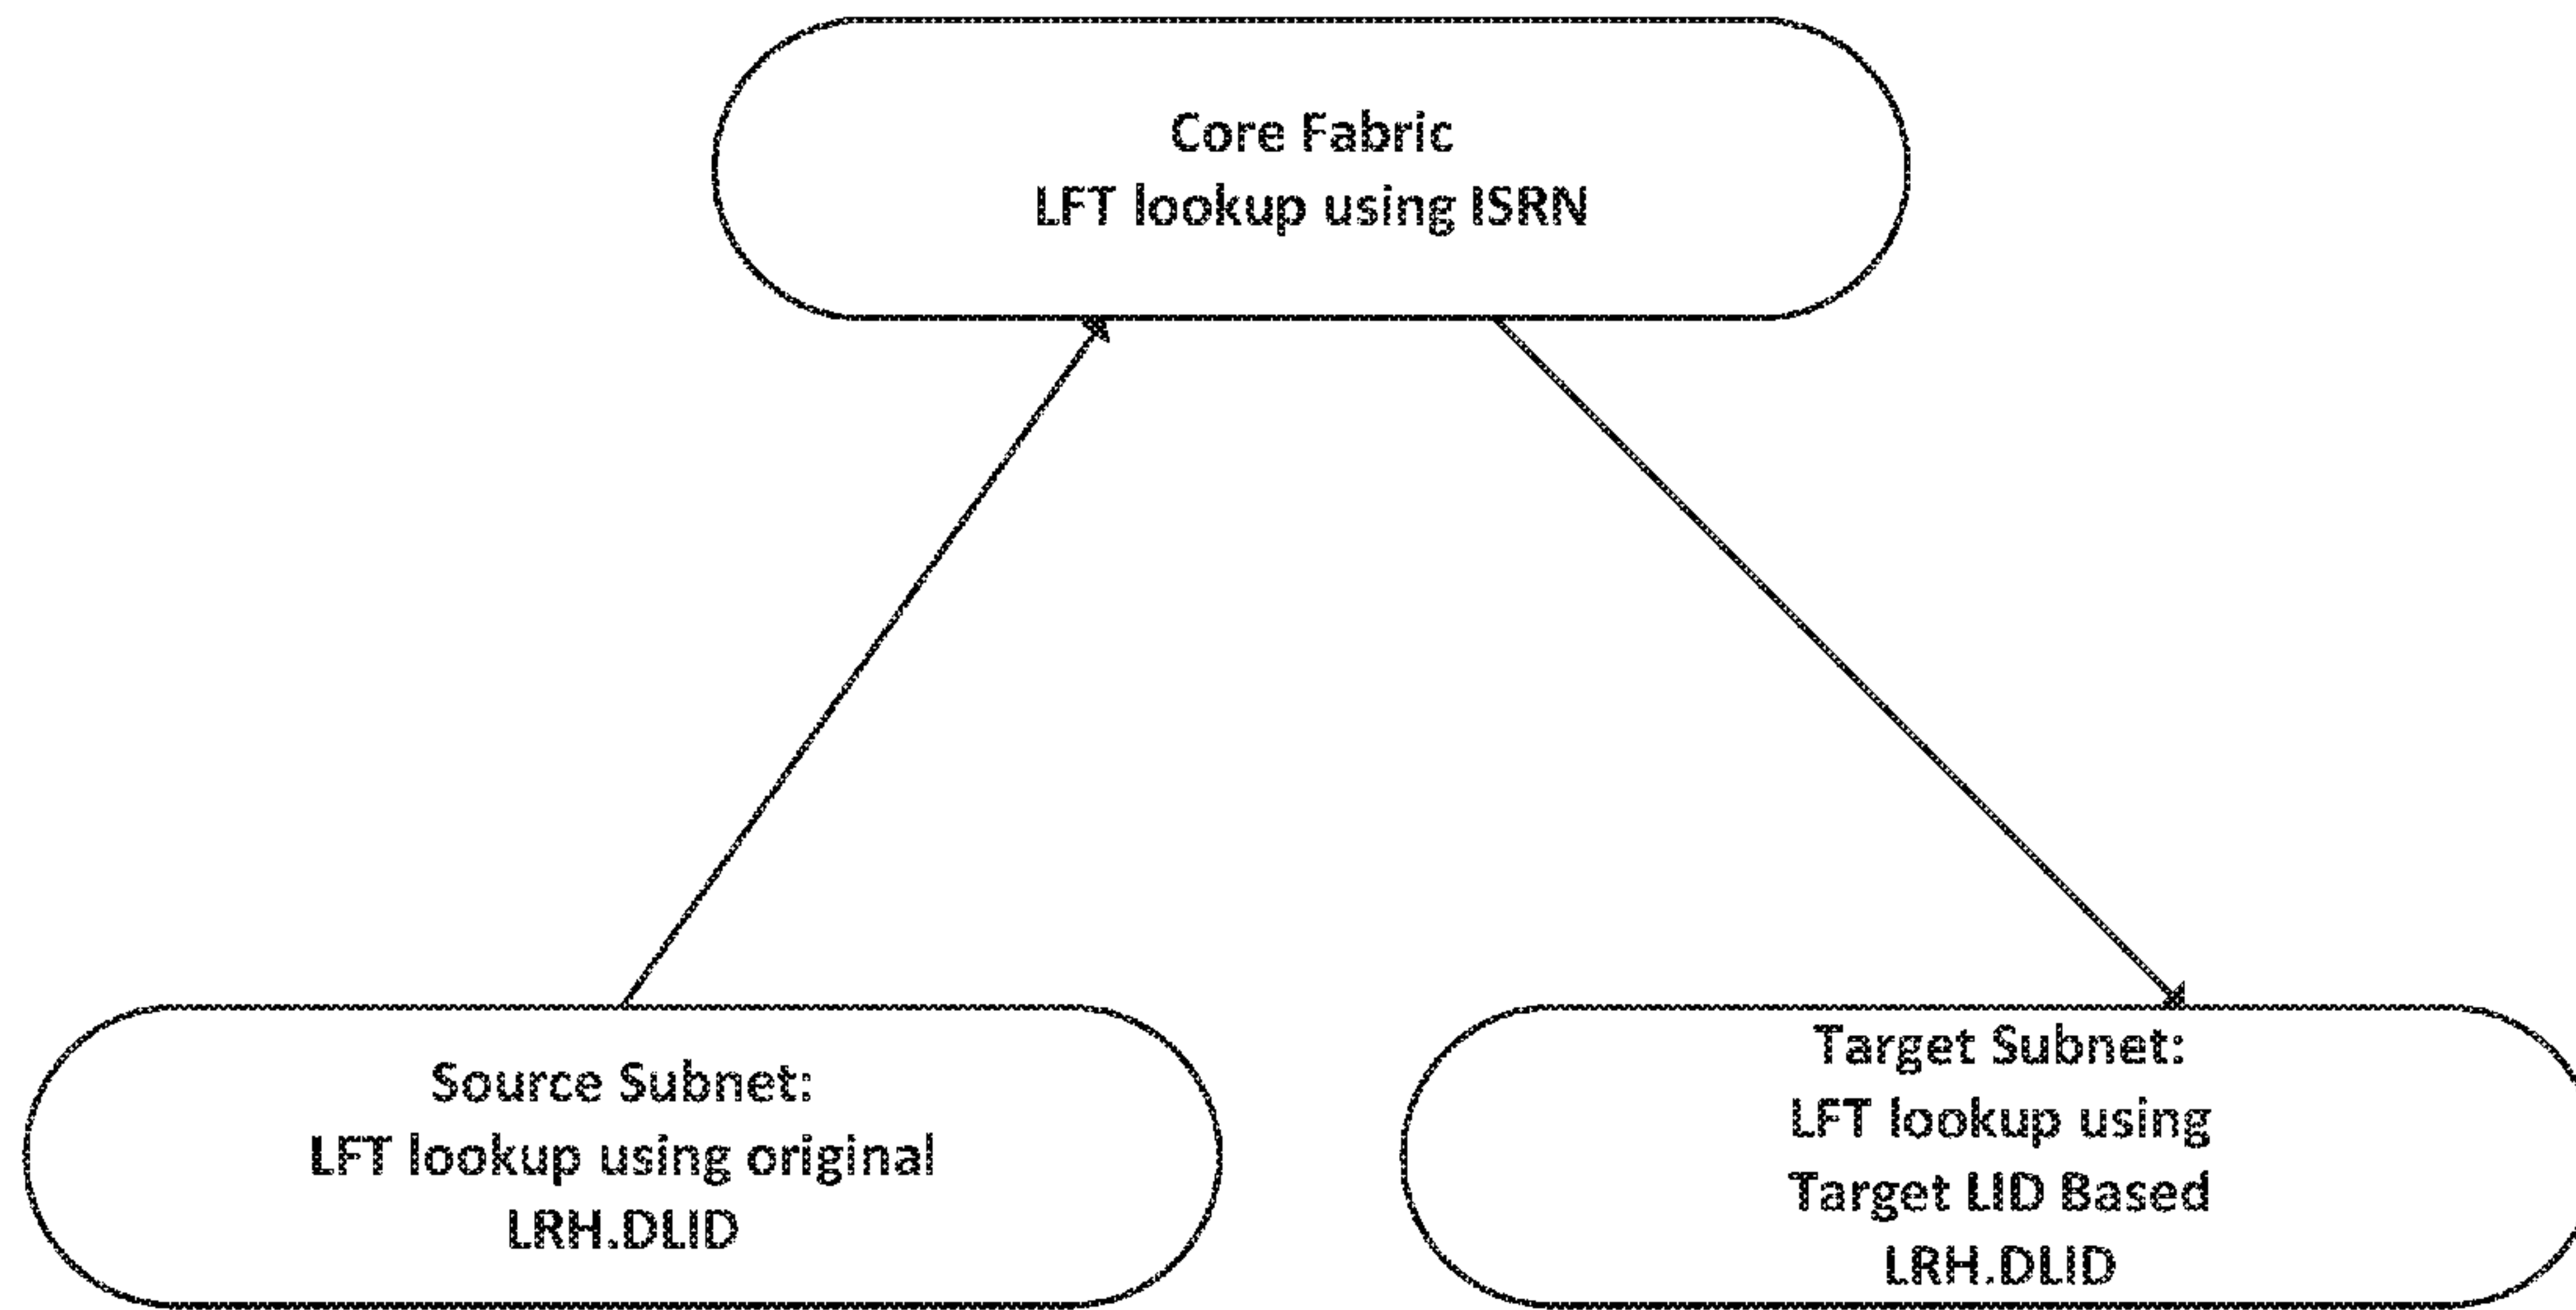 Core Fabric
LFT lookup using ISRN
Source Subnet:
LFT lookup using original
LRH.DLID
Target Subnet:
LFT lookup using
Target LID Based
LRH.DLID